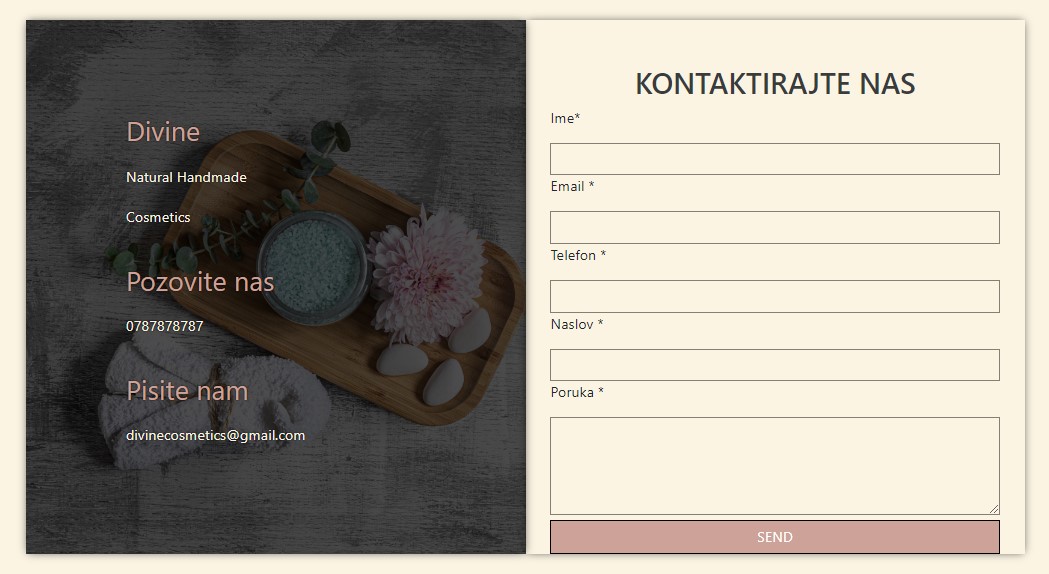 Divine
Natural Handmade
Cosmetics
Pozovite nas
0787878787
Pisite nam
divinecosmetics@gmail.com
KONTAKTIRAJTE NAS
Ime*
Email *
Telefon *
Naslov *
Poruka *
SEND